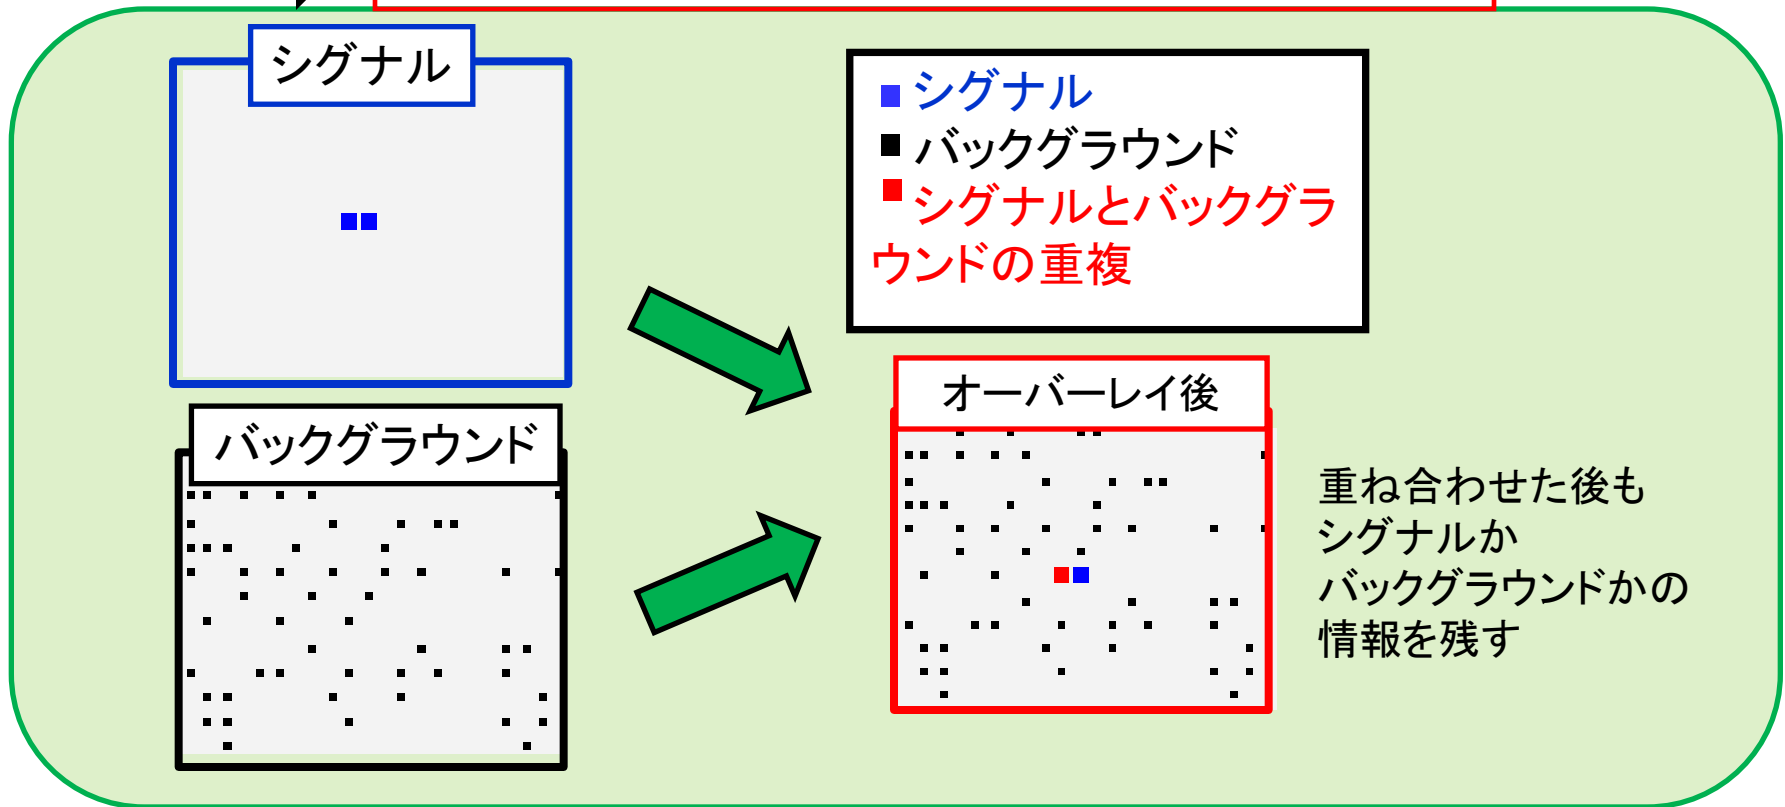 シグナル
シグナル
バックグラウンド
シグナルとバックグラ
ウンドの重複
オーバーレイ後
バックグラウンド
重ね合わせた後も
シグナルか
バックグラウンドかの
情報を残す